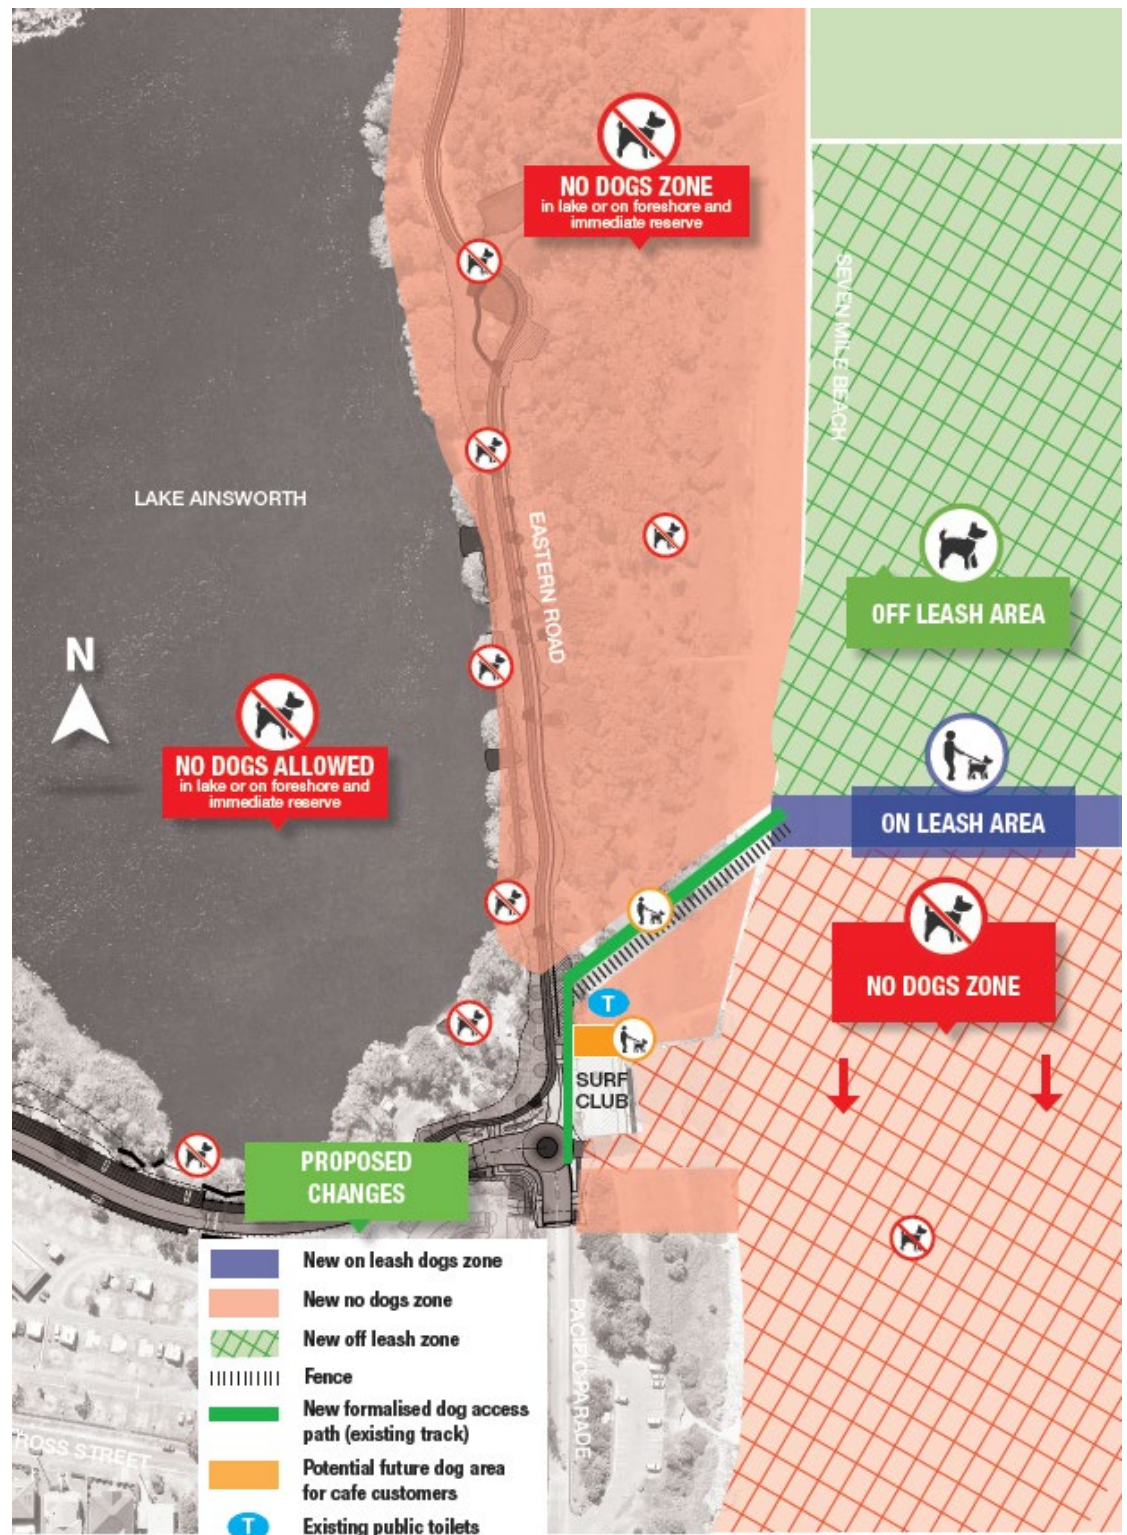 NO DOGS ZONE
in lake or on foreshore and
immediate reserve
SEVEN MILE BEACH
LAKE AINSWORTH
EASTERN ROAD
OFF LEASH AREA
N
NO DOGS ALLOWED
in lake or on foreshore and
immediate reserve
ON LEASH AREA
NO DOGS ZONE
T
SURF
CLUB
PROPOSED
CHANGES
New on leash dogs zone
New no dogs zone
New off leash zone
Fence
New formalised dog access
path (existing track)
Potential future dog area
for cafe customers
T
Existing public toilets
PACIFIC PARADE
ROSS STREET